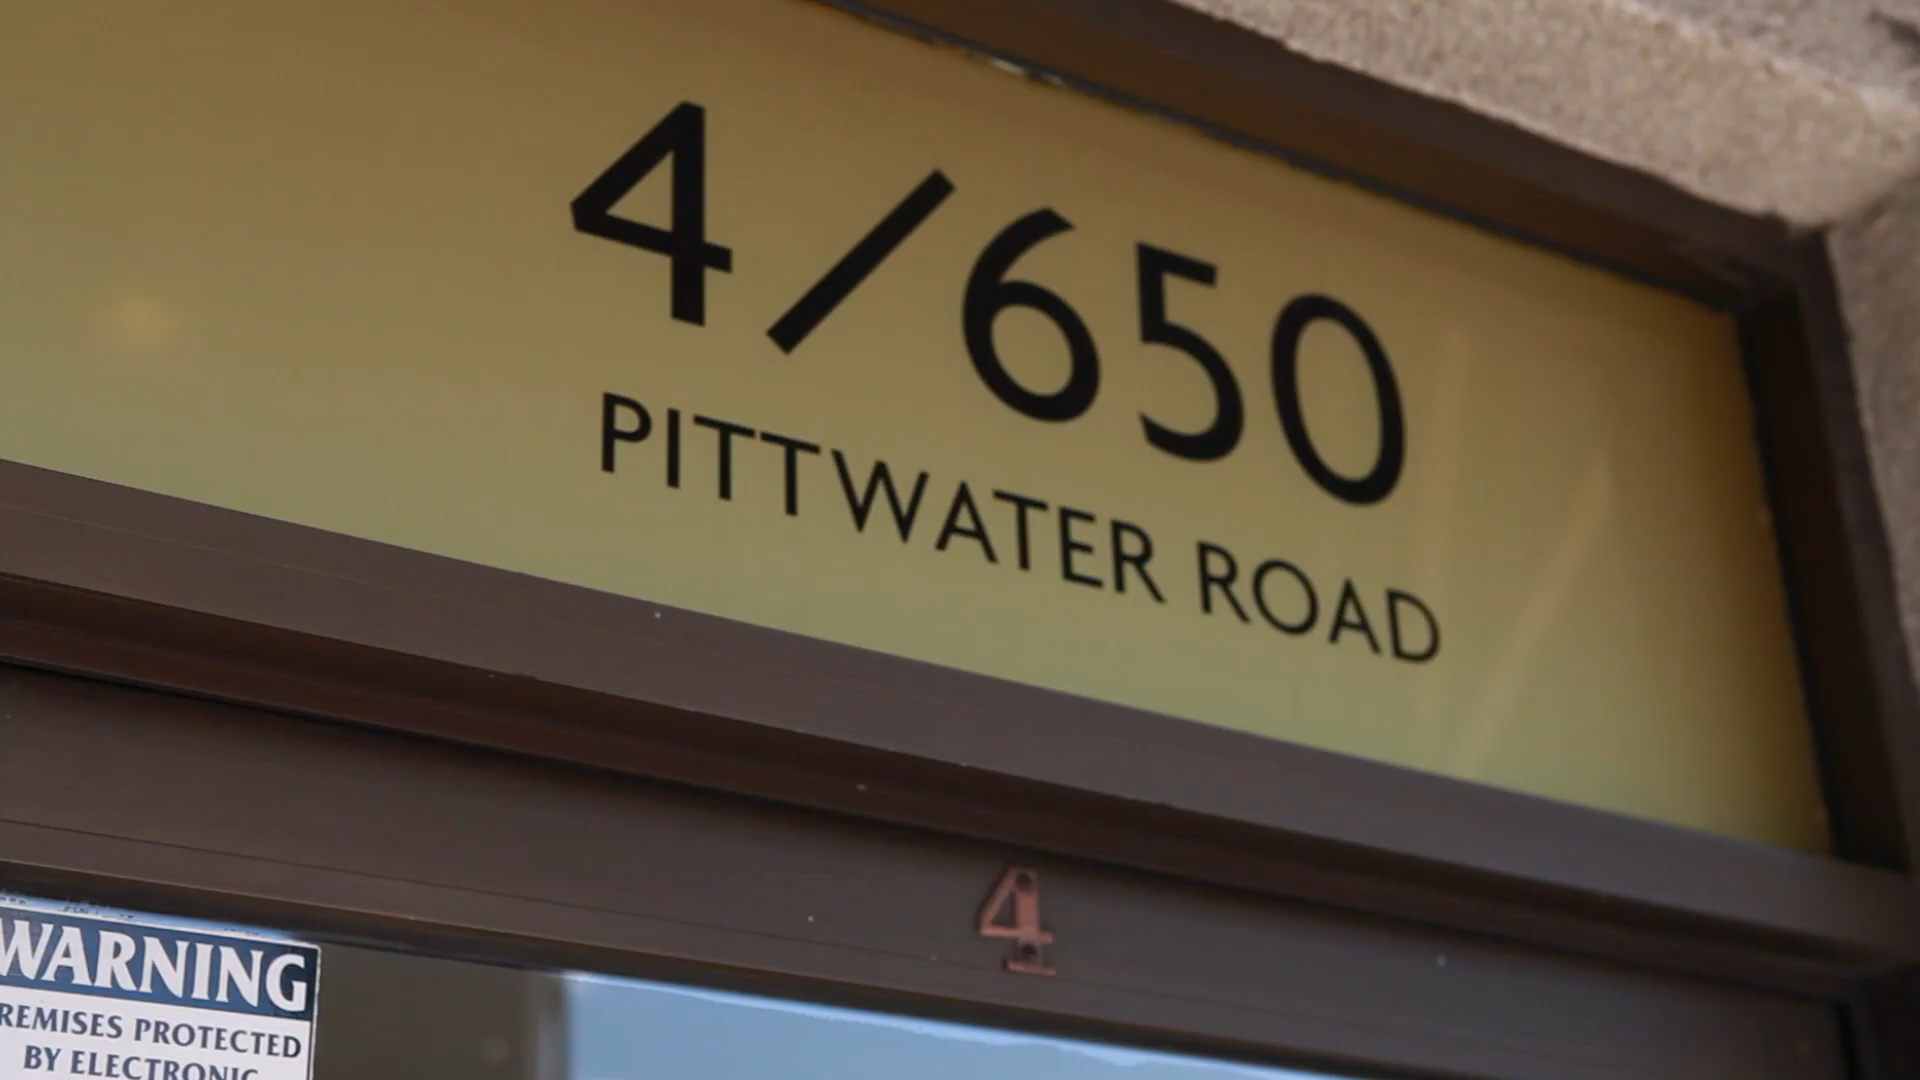 4/650
PITTWATER ROAD
4
WARNING
REMISES PROTECTED
BY ELECTRONIC